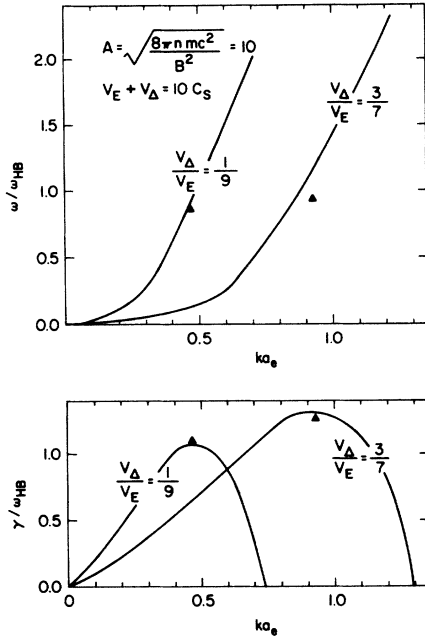 A = √(8πn mc² / B²) = 10
V_E + V_Δ = 10 C_S
V_Δ / V_E = 1/9
V_Δ / V_E = 3/7
ω/ω_HB
2.0
1.5
1.0
0.5
0.0
0.5
1.0
ka_e
V_Δ / V_E = 1/9
V_Δ / V_E = 3/7
γ/ω_HB
1.0
0.5
0.0
0
0.5
1.0
ka_e